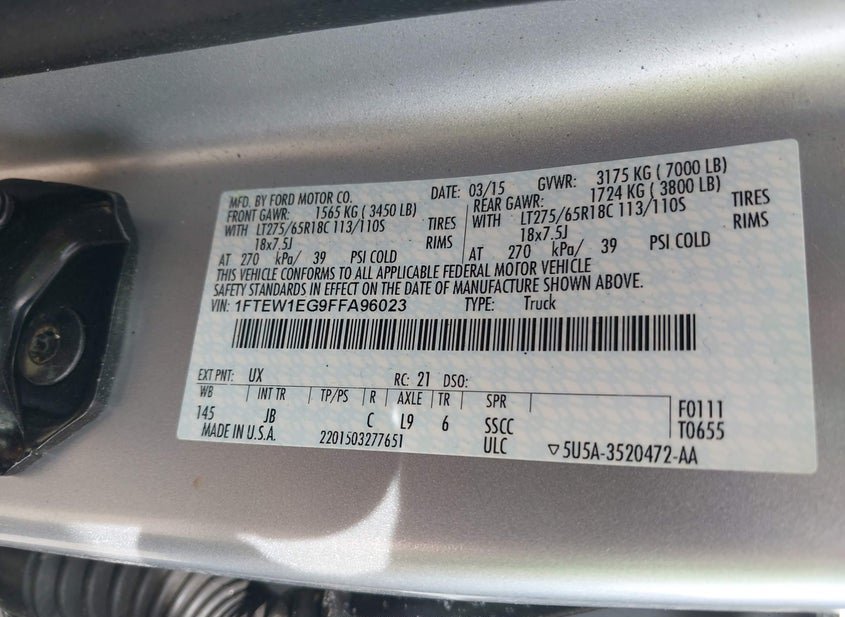 MFD. BY FORD MOTOR CO. DATE: 03/15 GVWR: 3175 KG ( 7000 LB)
FRONT GAWR: 1565 KG ( 3450 LB) REAR GAWR: 1724 KG ( 3800 LB)
WITH LT275/65R18C 113/110S TIRES WITH LT275/65R18C 113/110S TIRES
18x7.5J RIMS 18x7.5J RIMS
AT 270 kPa/ 39 PSI COLD AT 270 kPa/ 39 PSI COLD
THIS VEHICLE CONFORMS TO ALL APPLICABLE FEDERAL MOTOR VEHICLE
SAFETY STANDARDS IN EFFECT ON THE DATE OF MANUFACTURE SHOWN ABOVE.
VIN: 1FTEW1EG9FFA96023 TYPE: Truck
EXT PNT: UX RC: 21 DSO:
WB INT TR TP/PS R AXLE TR SPR
145 JB C L9 6 SSCC F0111
MADE IN U.S.A. 2201503277651 ULC T0655
▽5U5A-3520472-AA